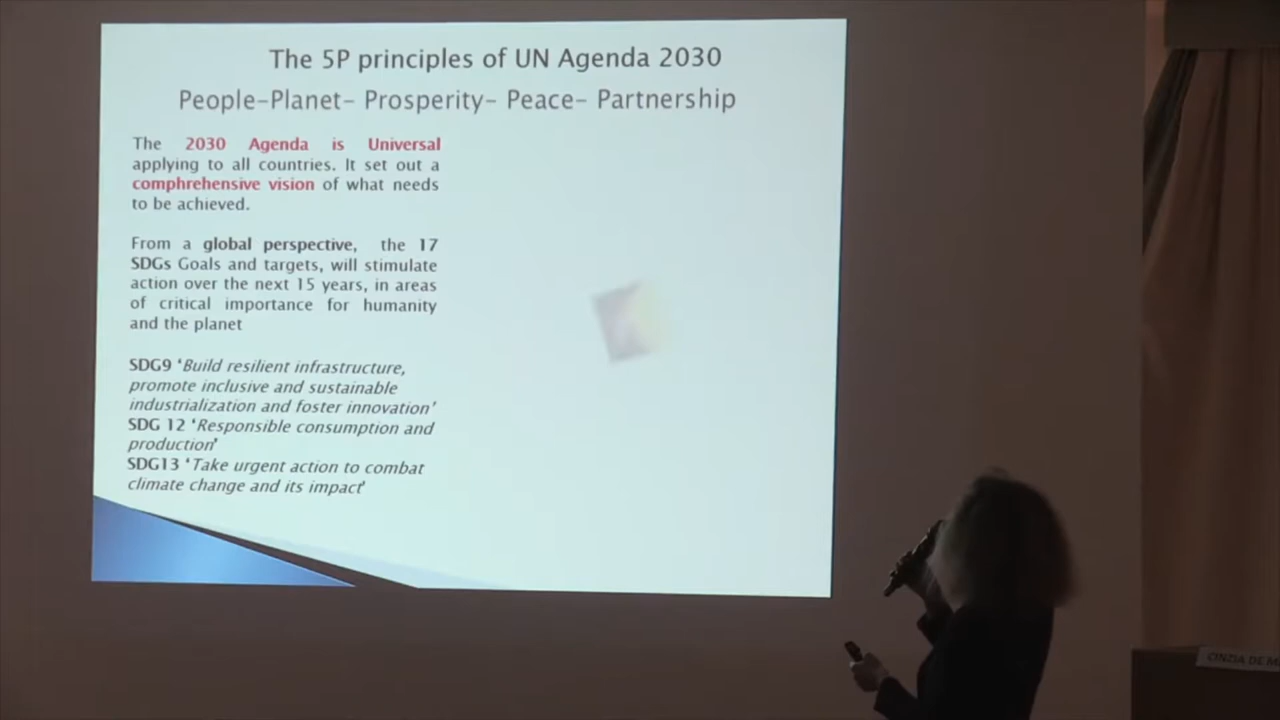 The 5P principles of UN Agenda 2030
People-Planet- Prosperity- Peace- Partnership
The 2030 Agenda is Universal
applying to all countries. It set out a
comphrehensive vision of what needs
to be achieved.
From a global perspective, the 17
SDGs Goals and targets, will stimulate
action over the next 15 years, in areas
of critical importance for humanity
and the planet
SDG9 ‘Build resilient infrastructure,
promote inclusive and sustainable
industrialization and foster innovation’
SDG 12 ‘Responsible consumption and
production’
SDG13 ‘Take urgent action to combat
climate change and its impact’
CINZIA DE M